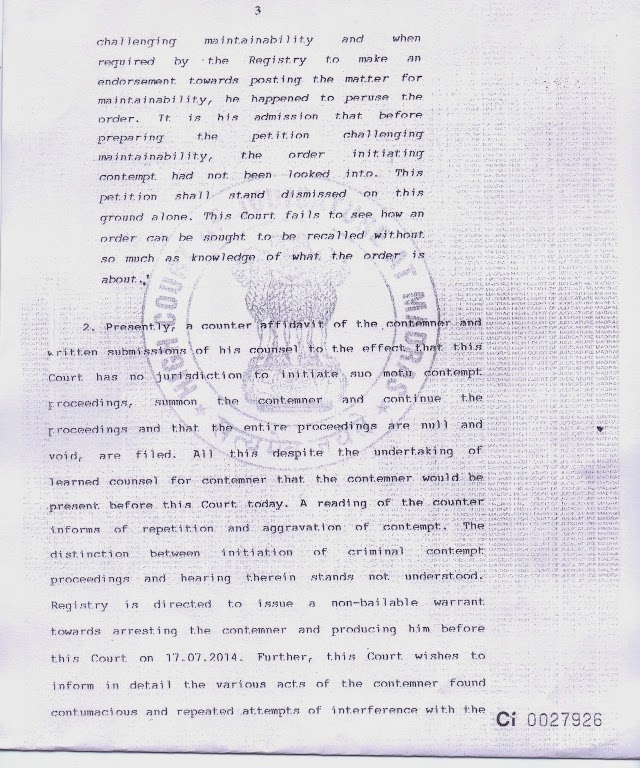 3
challenging maintainability and when
required by the Registry to make an
endorsement towards posting the matter for
maintainability, he happened to peruse the
order. It is his admission that before
preparing the petition challenging
maintainability, the order initiating
contempt had not been looked into. This
petition shall stand dismissed on this
ground alone. This Court fails to see how an
order can be sought to be recalled without
so much as knowledge of what the order is
about.,'
2. Presently, a counter affidavit of the contemner and
written submissions of his counsel to the effect that this
Court has no jurisdiction to initiate suo motu contempt
proceedings, summon the contemner and continue the
proceedings and that the entire proceedings are null and
void, are filed. All this despite the undertaking of
learned counsel for contemner that the contemner would be
present before this Court today. A reading of the counter
informs of repetition and aggravation of contempt. The
distinction between initiation of criminal contempt
proceedings and hearing therein stands not understood.
Registry is directed to issue a non-bailable warrant
towards arresting the contemner and producing him before
this Court on 17.07.2014. Further, this Court wishes to
inform in detail the various acts of the contemner found
contumacious and repeated attempts of interference with the
Ci 0027926
HIGH COURT OF JUDICATURE AT MADRAS
सत्यमेव जयते